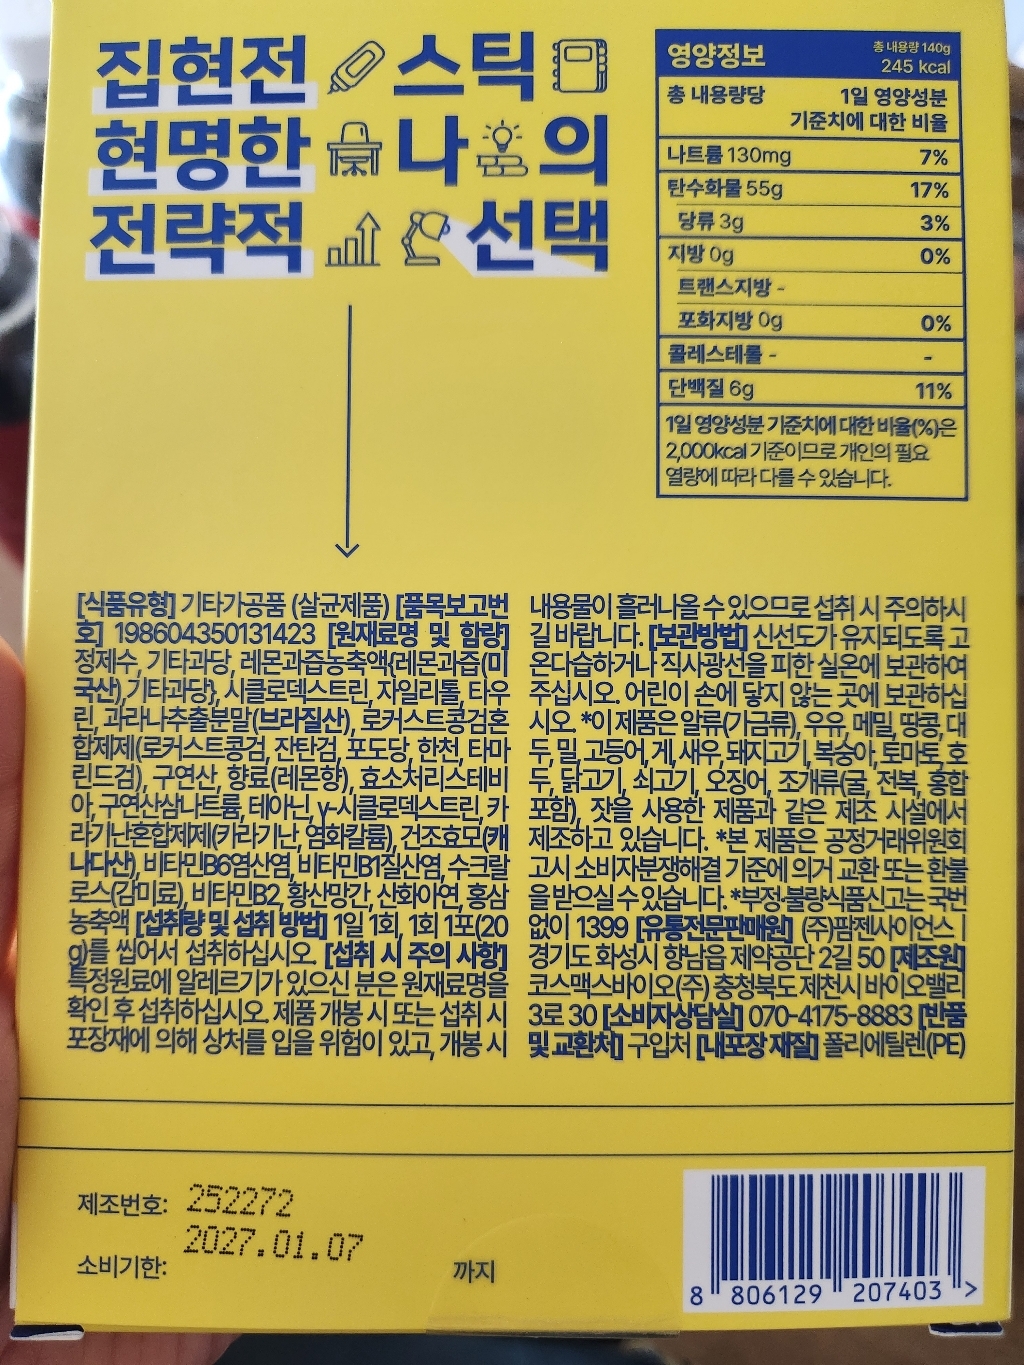 집현전 스틱
현명한 나의
전략적 선택
영양정보
총 내용량 140g
245 kcal
총 내용량당
1일 영양성분
기준치에 대한 비율
나트륨 130mg 7%
탄수화물 55g 17%
당류 3g 3%
지방 0g 0%
트랜스지방 -
포화지방 0g 0%
콜레스테롤 - -
단백질 6g 11%
1일 영양성분 기준치에 대한 비율(%)은
2,000kcal 기준이므로 개인의 필요
열량에 따라 다를 수 있습니다.
[식품유형] 기타가공품 (살균제품) [품목보고번
호] 198604350131423 [원재료명 및 함량]
정제수, 기타과당, 레몬과즙농축액{레몬과즙(미
국산),기타과당}, 시클로덱스트린, 자일리톨, 타우
린, 과라나추출분말(브라질산), 로커스트콩검혼
합제제(로커스트콩검, 잔탄검, 포도당, 한천, 타마
린드검), 구연산, 향료(레몬향), 효소처리스테비
아, 구연산삼나트륨, 테아닌, γ-시클로덱스트린, 카
라기난혼합제제(카라기난, 염화칼륨), 건조효모(캐
나다산), 비타민B6염산염, 비타민B1질산염, 수크랄
로스(감미료), 비타민B2, 황산망간, 산화아연, 홍삼
농축액 [섭취량 및 섭취 방법] 1일 1회, 1회 1포(20
g)를 씹어서 섭취하십시오. [섭취 시 주의 사항]
특정원료에 알레르기가 있으신 분은 원재료명을
확인 후 섭취하십시오. 제품 개봉 시 또는 섭취 시
포장재에 의해 상처를 입을 위험이 있고, 개봉 시
내용물이 흘러나올 수 있으므로 섭취 시 주의하시
길 바랍니다. [보관방법] 신선도가 유지되도록 고
온다습하거나 직사광선을 피한 실온에 보관하여
주십시오. 어린이 손에 닿지 않는 곳에 보관하십
시오. *이 제품은 알류(가금류), 우유, 메밀, 땅콩, 대
두, 밀, 고등어, 게, 새우, 돼지고기, 복숭아, 토마토, 호
두, 닭고기, 쇠고기, 오징어, 조개류(굴, 전복, 홍합
포함), 잣을 사용한 제품과 같은 제조 시설에서
제조하고 있습니다. *본 제품은 공정거래위원회
고시 소비자분쟁해결 기준에 의거 교환 또는 환불
을 받으실 수 있습니다. *부정·불량식품신고는 국번
없이 1399 [유통전문판매원] (주)팜젠사이언스 |
경기도 화성시 향남읍 제약공단 2길 50 [제조원]
코스맥스바이오(주) 충청북도 제천시 바이오밸리
3로 30 [소비자상담실] 070-4175-8883 [반품
및 교환처] 구입처 [내포장 재질] 폴리에틸렌(PE)
제조번호: 252272
소비기한: 2027.01.07 까지
8 806129 207403 >